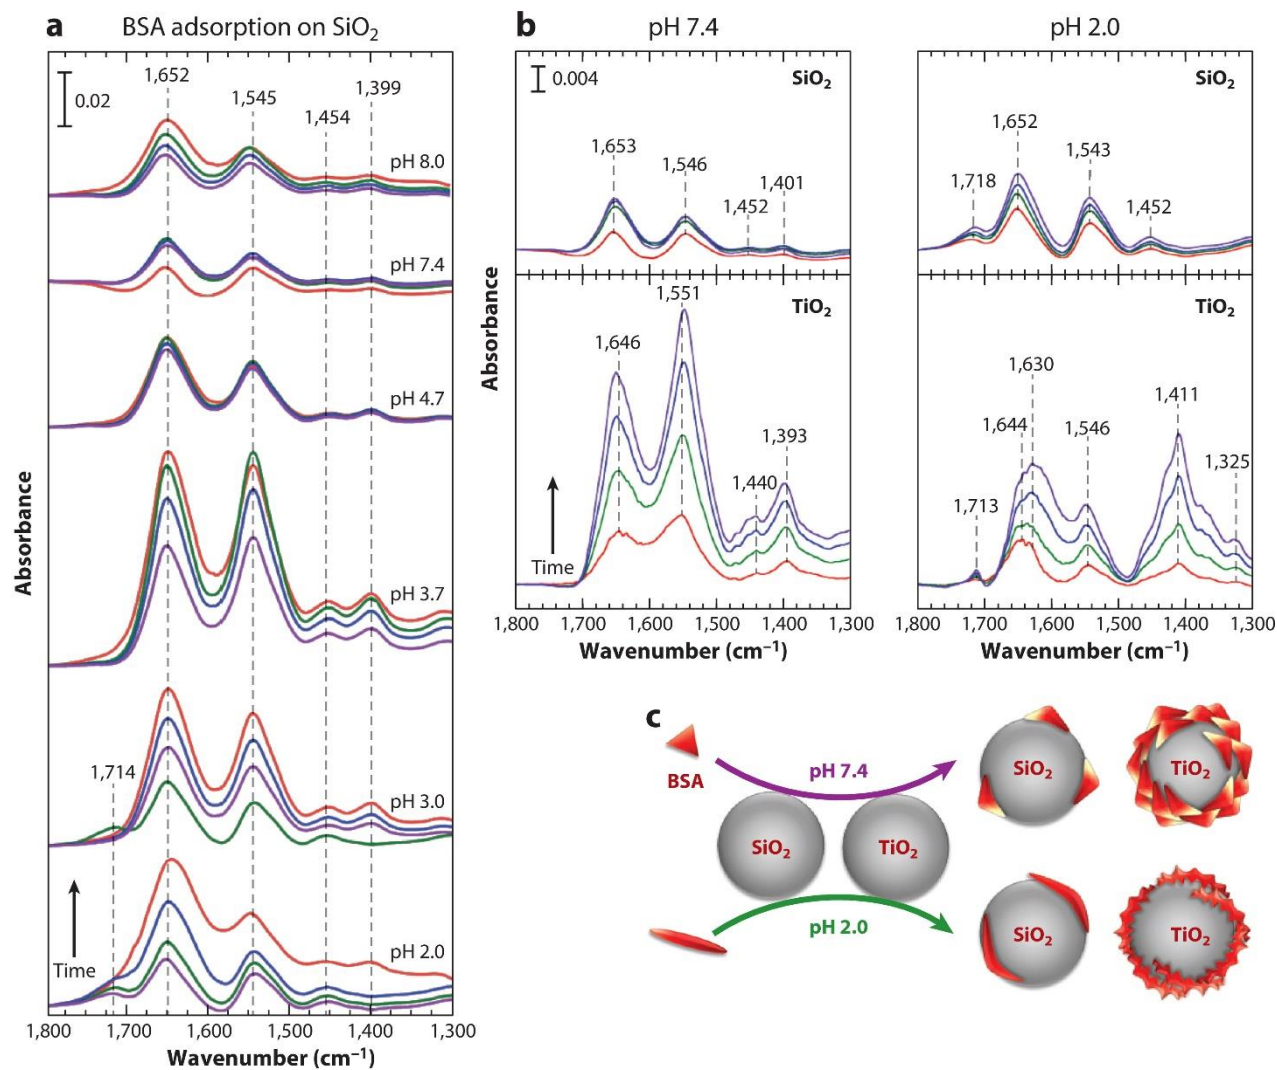 a BSA adsorption on SiO₂
0.02
1,652
1,545
1,454
1,399
pH 8.0
pH 7.4
pH 4.7
pH 3.7
1,714
pH 3.0
pH 2.0
Time
Absorbance
1,800 1,700 1,600 1,500 1,400 1,300
Wavenumber (cm⁻¹)
b pH 7.4 pH 2.0
0.004
SiO₂
1,653
1,546
1,452
1,401
SiO₂
1,718
1,652
1,543
1,452
TiO₂
1,646
1,551
1,440
1,393
Time
TiO₂
1,713
1,644
1,630
1,546
1,411
1,325
Absorbance
1,800 1,700 1,600 1,500 1,400 1,300
Wavenumber (cm⁻¹)
1,800 1,700 1,600 1,500 1,400 1,300
Wavenumber (cm⁻¹)
c
BSA
pH 7.4
SiO₂ TiO₂
pH 2.0
SiO₂ TiO₂
SiO₂ TiO₂